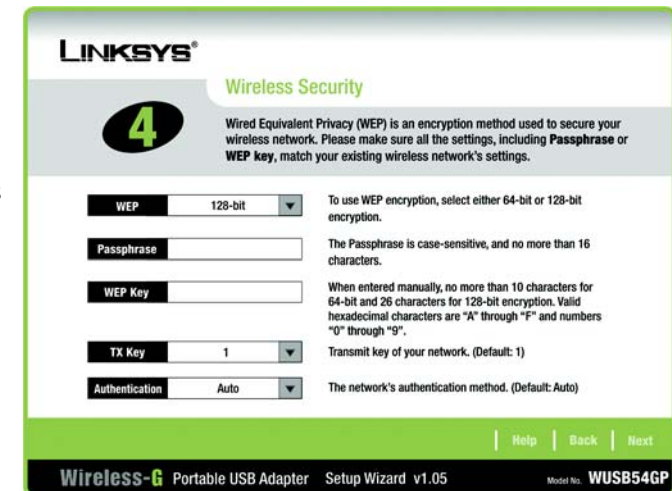 LINKSYS®
Wireless Security
4
Wired Equivalent Privacy (WEP) is an encryption method used to secure your
wireless network. Please make sure all the settings, including Passphrase or
WEP key, match your existing wireless network's settings.
WEP 128-bit
To use WEP encryption, select either 64-bit or 128-bit
encryption.
Passphrase
The Passphrase is case-sensitive, and no more than 16
characters.
WEP Key
When entered manually, no more than 10 characters for
64-bit and 26 characters for 128-bit encryption. Valid
hexadecimal characters are “A” through “F” and numbers
“0” through “9”.
TX Key 1
Transmit key of your network. (Default: 1)
Authentication Auto
The network's authentication method. (Default: Auto)
Help | Back | Next
Wireless-G Portable USB Adapter Setup Wizard v1.05 Model No. WUSB54GP